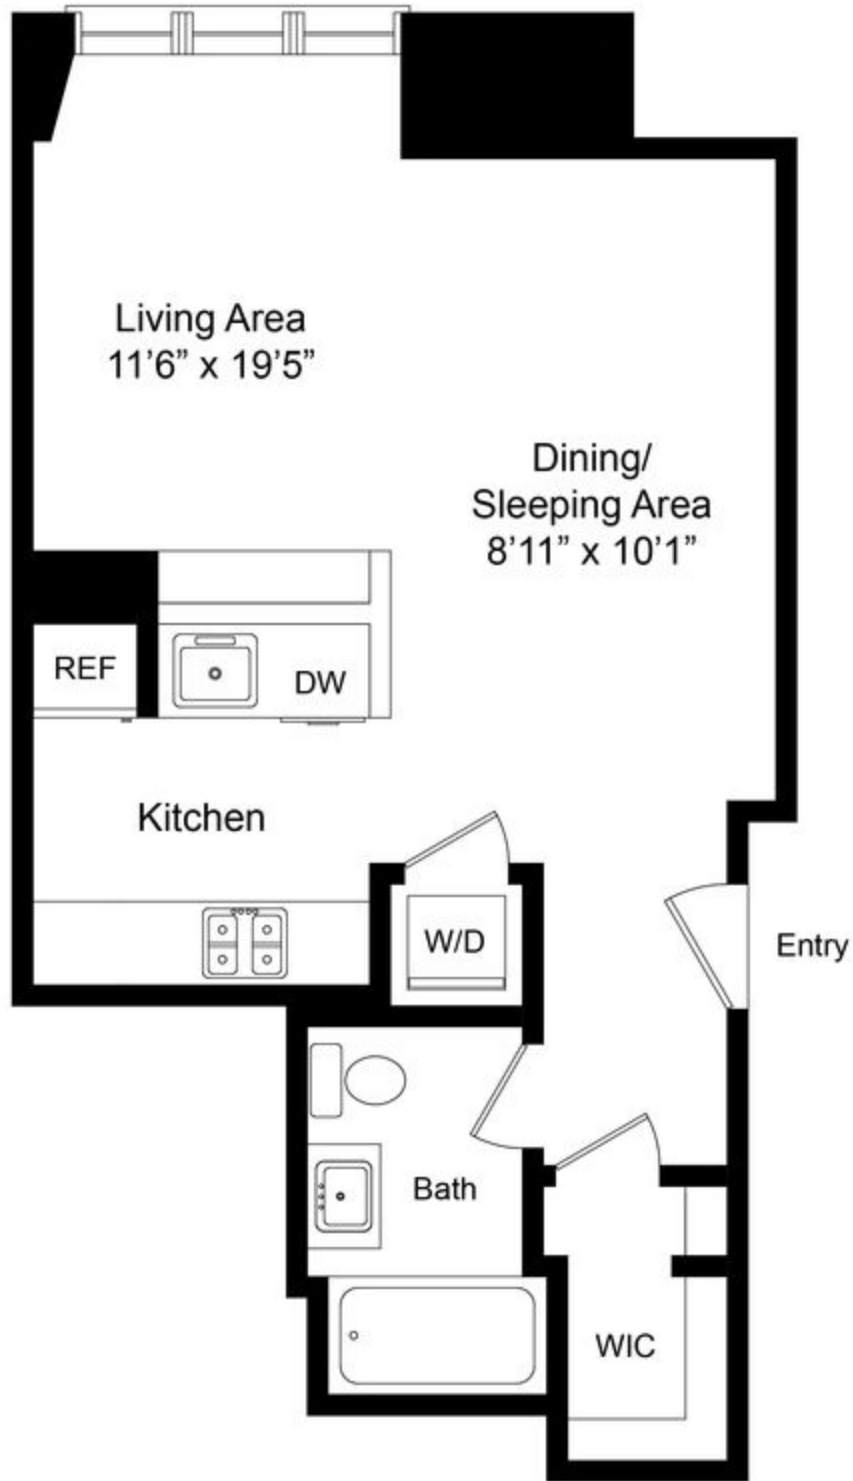 Living Area
11’6” x 19’5”
Dining/
Sleeping Area
8’11” x 10’1”
REF
DW
Kitchen
W/D
Entry
Bath
WIC